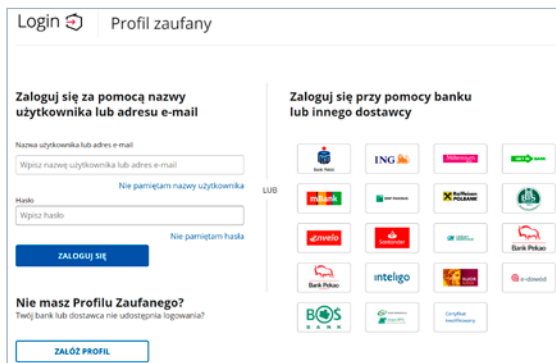 Login
Profil zaufany
Zaloguj się za pomocą nazwy
użytkownika lub adresu e-mail
Nazwa użytkownika lub adres e-mail
Wpisz nazwę użytkownika lub adres e-mail
Nie pamiętam nazwy użytkownika
Hasło
Wpisz hasło
Nie pamiętam hasła
ZALOGUJ SIĘ
Nie masz Profilu Zaufanego?
Twój bank lub dostawca nie udostępnia logowania?
ZAŁÓŻ PROFIL
LUB
Zaloguj się przy pomocy banku
lub innego dostawcy
Bank Polski
ING
Millennium
mBank
BNP PARIBAS
Raiffeisen
POLBANK
envelo
Santander
Bank Pekao
Bank Pekao
inteligo
e-dowód
BOŚ
BANK
Certyfikat
kwalifikowany